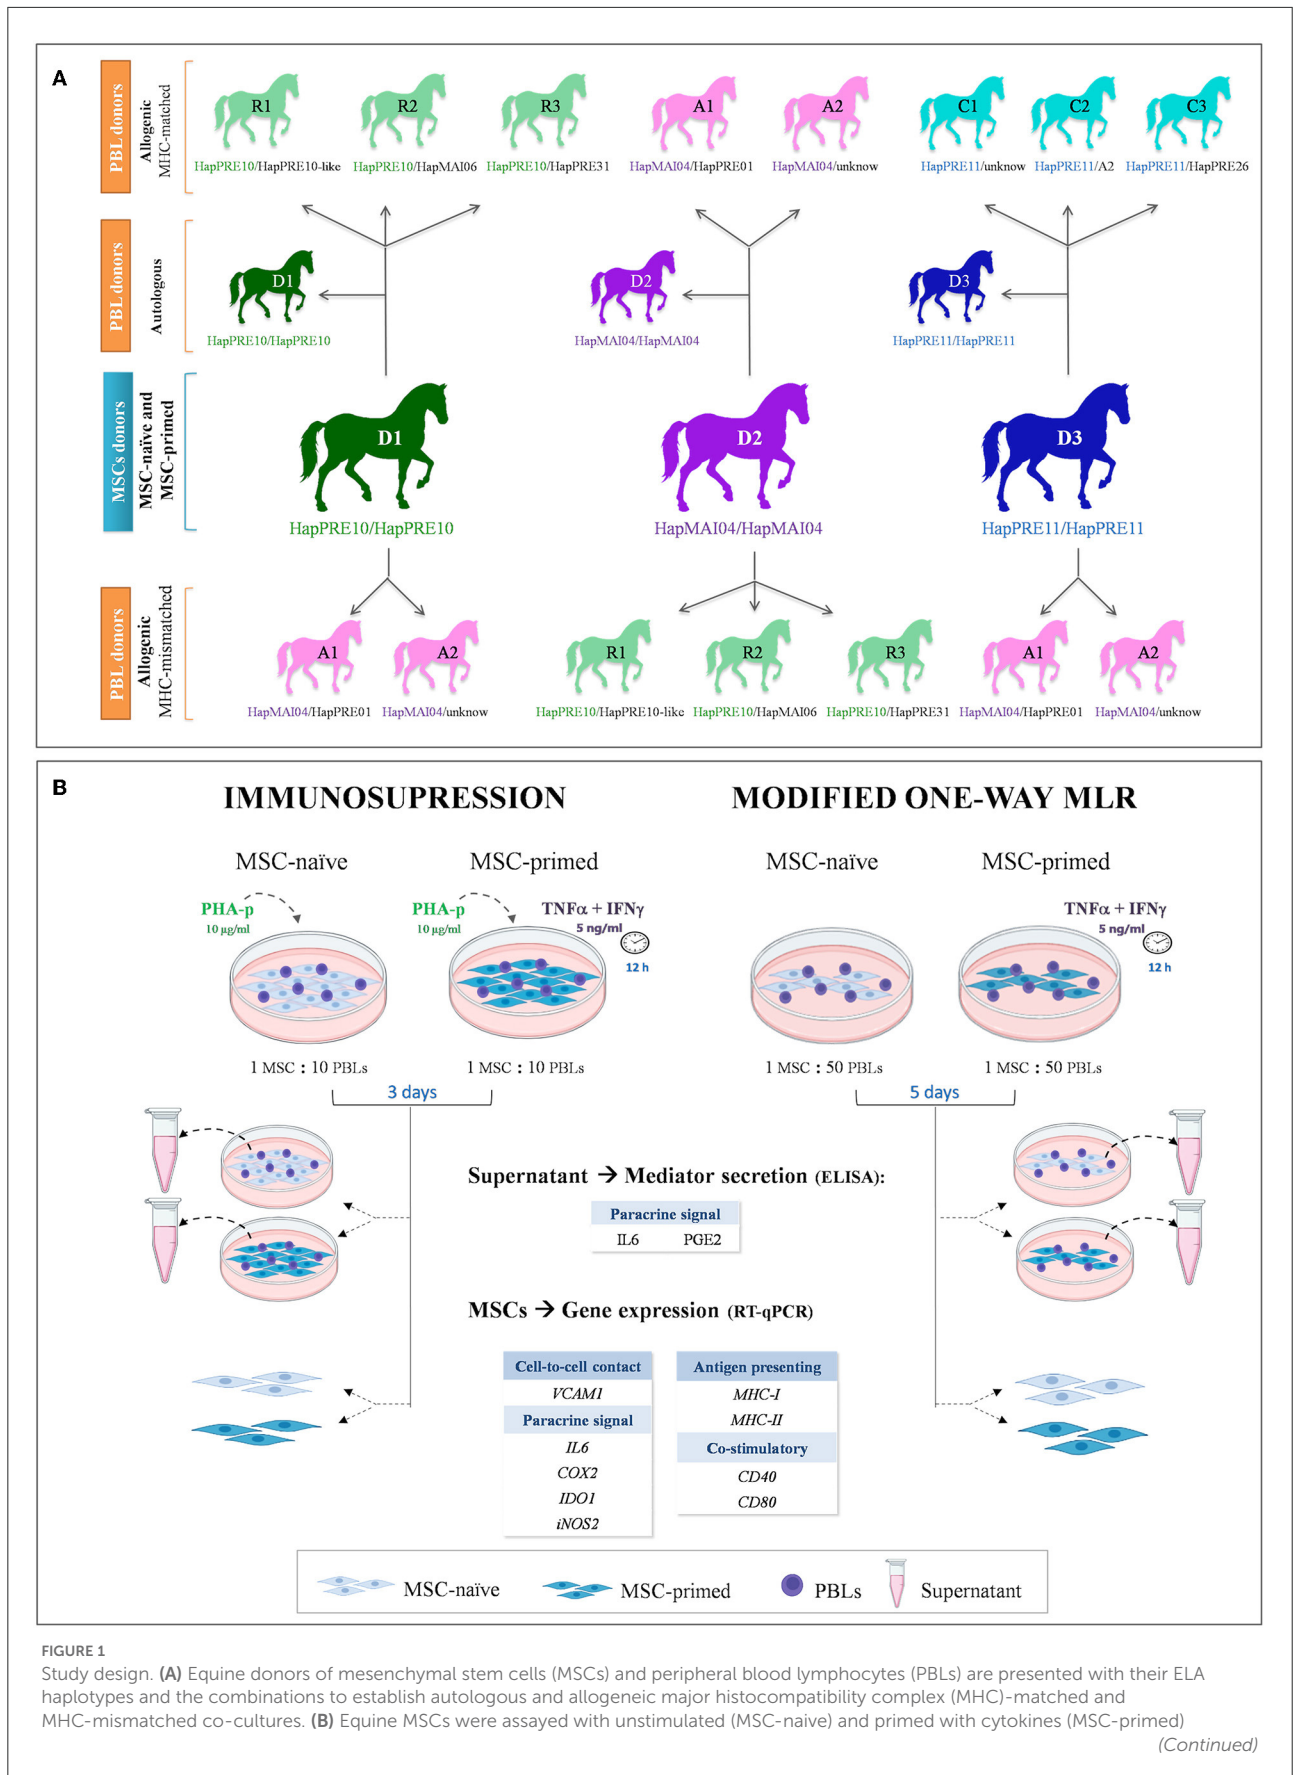 A
PBL donors
Allogenic
MHC-matched
R1
R2
R3
A1
A2
C1
C2
C3
HapPRE10/HapPRE10-like
HapPRE10/HapMAI06
HapPRE10/HapPRE31
HapMAI04/HapPRE01
HapMAI04/unknow
HapPRE11/unknow
HapPRE11/A2
HapPRE11/HapPRE26
PBL donors
Autologous
D1
D2
D3
HapPRE10/HapPRE10
HapMAI04/HapMAI04
HapPRE11/HapPRE11
MSCs donors
MSC-naïve and
MSC-primed
D1
D2
D3
HapPRE10/HapPRE10
HapMAI04/HapMAI04
HapPRE11/HapPRE11
PBL donors
Allogenic
MHC-mismatched
A1
A2
R1
R2
R3
A1
A2
HapMAI04/HapPRE01
HapMAI04/unknow
HapPRE10/HapPRE10-like
HapPRE10/HapMAI06
HapPRE10/HapPRE31
HapMAI04/HapPRE01
HapMAI04/unknow
B
IMMUNOSUPRESSION
MODIFIED ONE-WAY MLR
MSC-naïve
MSC-primed
MSC-naïve
MSC-primed
PHA-p
10 µg/ml
PHA-p
10 µg/ml
TNFα + IFNγ
5 ng/ml
12 h
TNFα + IFNγ
5 ng/ml
12 h
1 MSC : 10 PBLs
1 MSC : 10 PBLs
1 MSC : 50 PBLs
1 MSC : 50 PBLs
3 days
5 days
Supernatant → Mediator secretion (ELISA):
Paracrine signal
IL6 PGE2
MSCs → Gene expression (RT-qPCR)
Cell-to-cell contact
VCAM1
Paracrine signal
IL6
COX2
IDO1
iNOS2
Antigen presenting
MHC-I
MHC-II
Co-stimulatory
CD40
CD80
MSC-naïve
MSC-primed
PBLs
Supernatant
FIGURE 1
Study design. (A) Equine donors of mesenchymal stem cells (MSCs) and peripheral blood lymphocytes (PBLs) are presented with their ELA
haplotypes and the combinations to establish autologous and allogeneic major histocompatibility complex (MHC)-matched and
MHC-mismatched co-cultures. (B) Equine MSCs were assayed with unstimulated (MSC-naive) and primed with cytokines (MSC-primed)
(Continued)